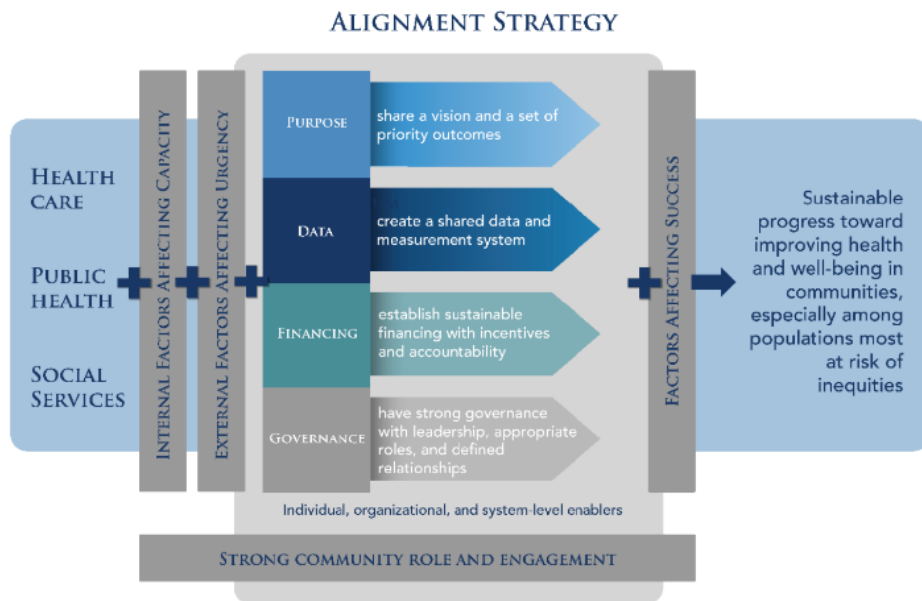 ALIGNMENT STRATEGY
HEALTH
CARE
PUBLIC
HEALTH
SOCIAL
SERVICES
INTERNAL FACTORS AFFECTING CAPACITY
EXTERNAL FACTORS AFFECTING URGENCY
PURPOSE
share a vision and a set of
priority outcomes
DATA
create a shared data and
measurement system
FINANCING
establish sustainable
financing with incentives
and accountability
GOVERNANCE
have strong governance
with leadership, appropriate
roles, and defined
relationships
Individual, organizational, and system-level enablers
FACTORS AFFECTING SUCCESS
Sustainable
progress toward
improving health
and well-being in
communities,
especially among
populations most
at risk of
inequities
STRONG COMMUNITY ROLE AND ENGAGEMENT